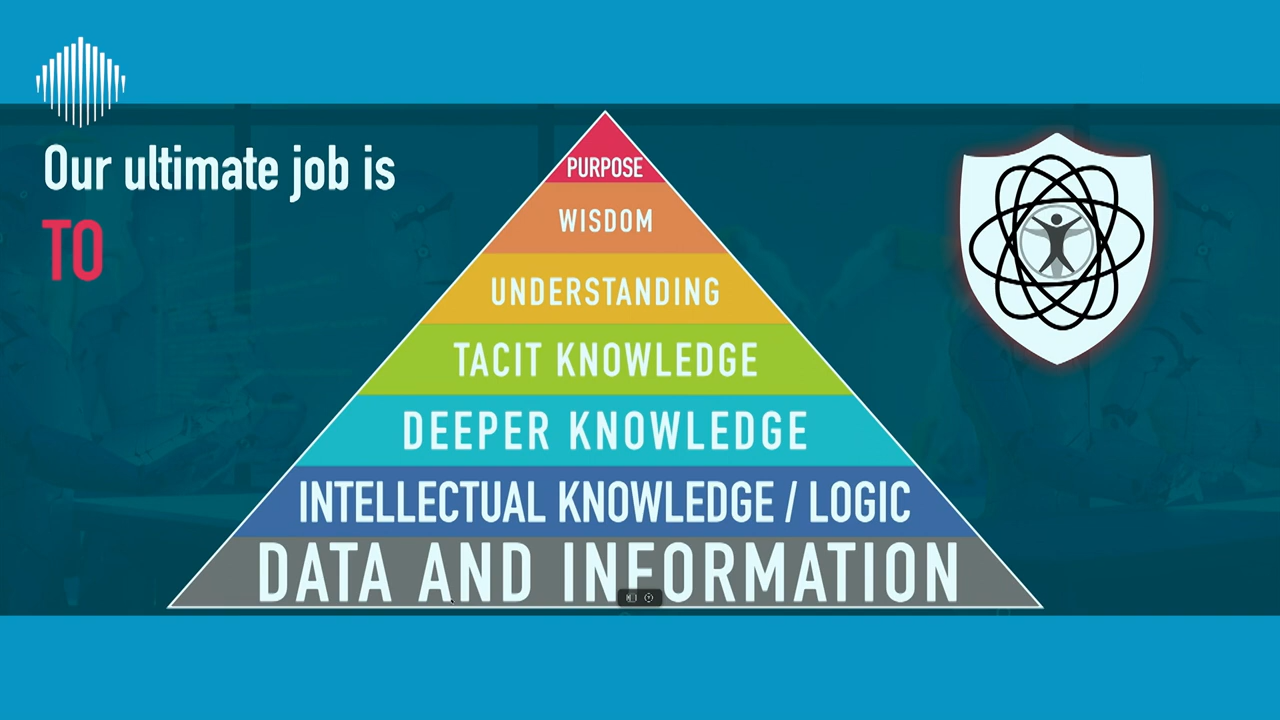 Our ultimate job is
TO
PURPOSE
WISDOM
UNDERSTANDING
TACIT KNOWLEDGE
DEEPER KNOWLEDGE
INTELLECTUAL KNOWLEDGE / LOGIC
DATA AND INFORMATION